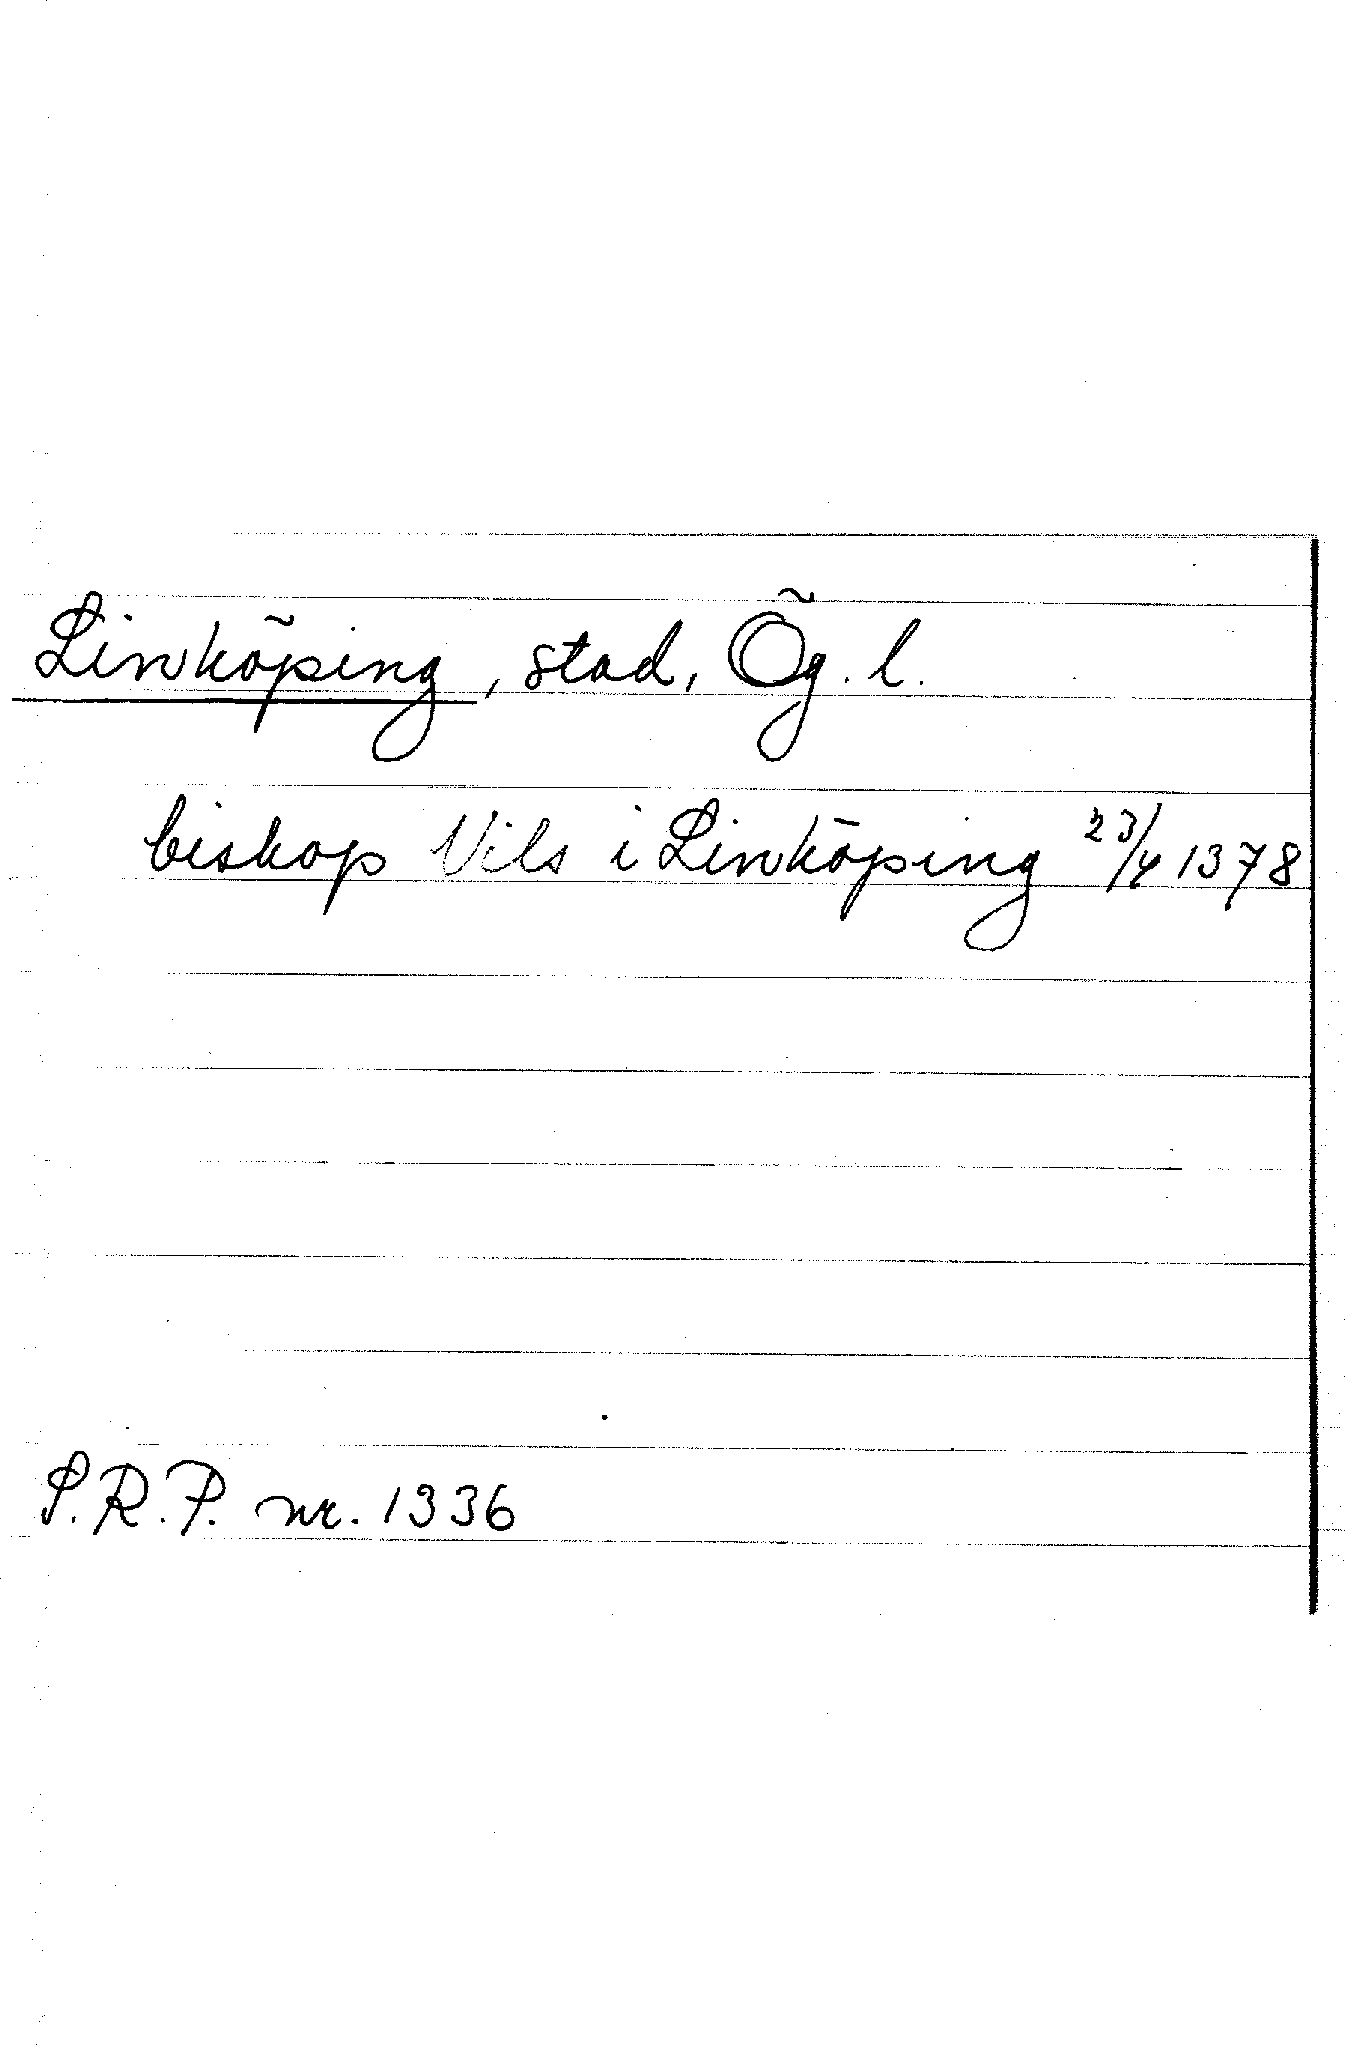 Linköping, stad, Ög. l.
biskop Nils i Linköping 23/4 1378
S.R.P. nr. 1336